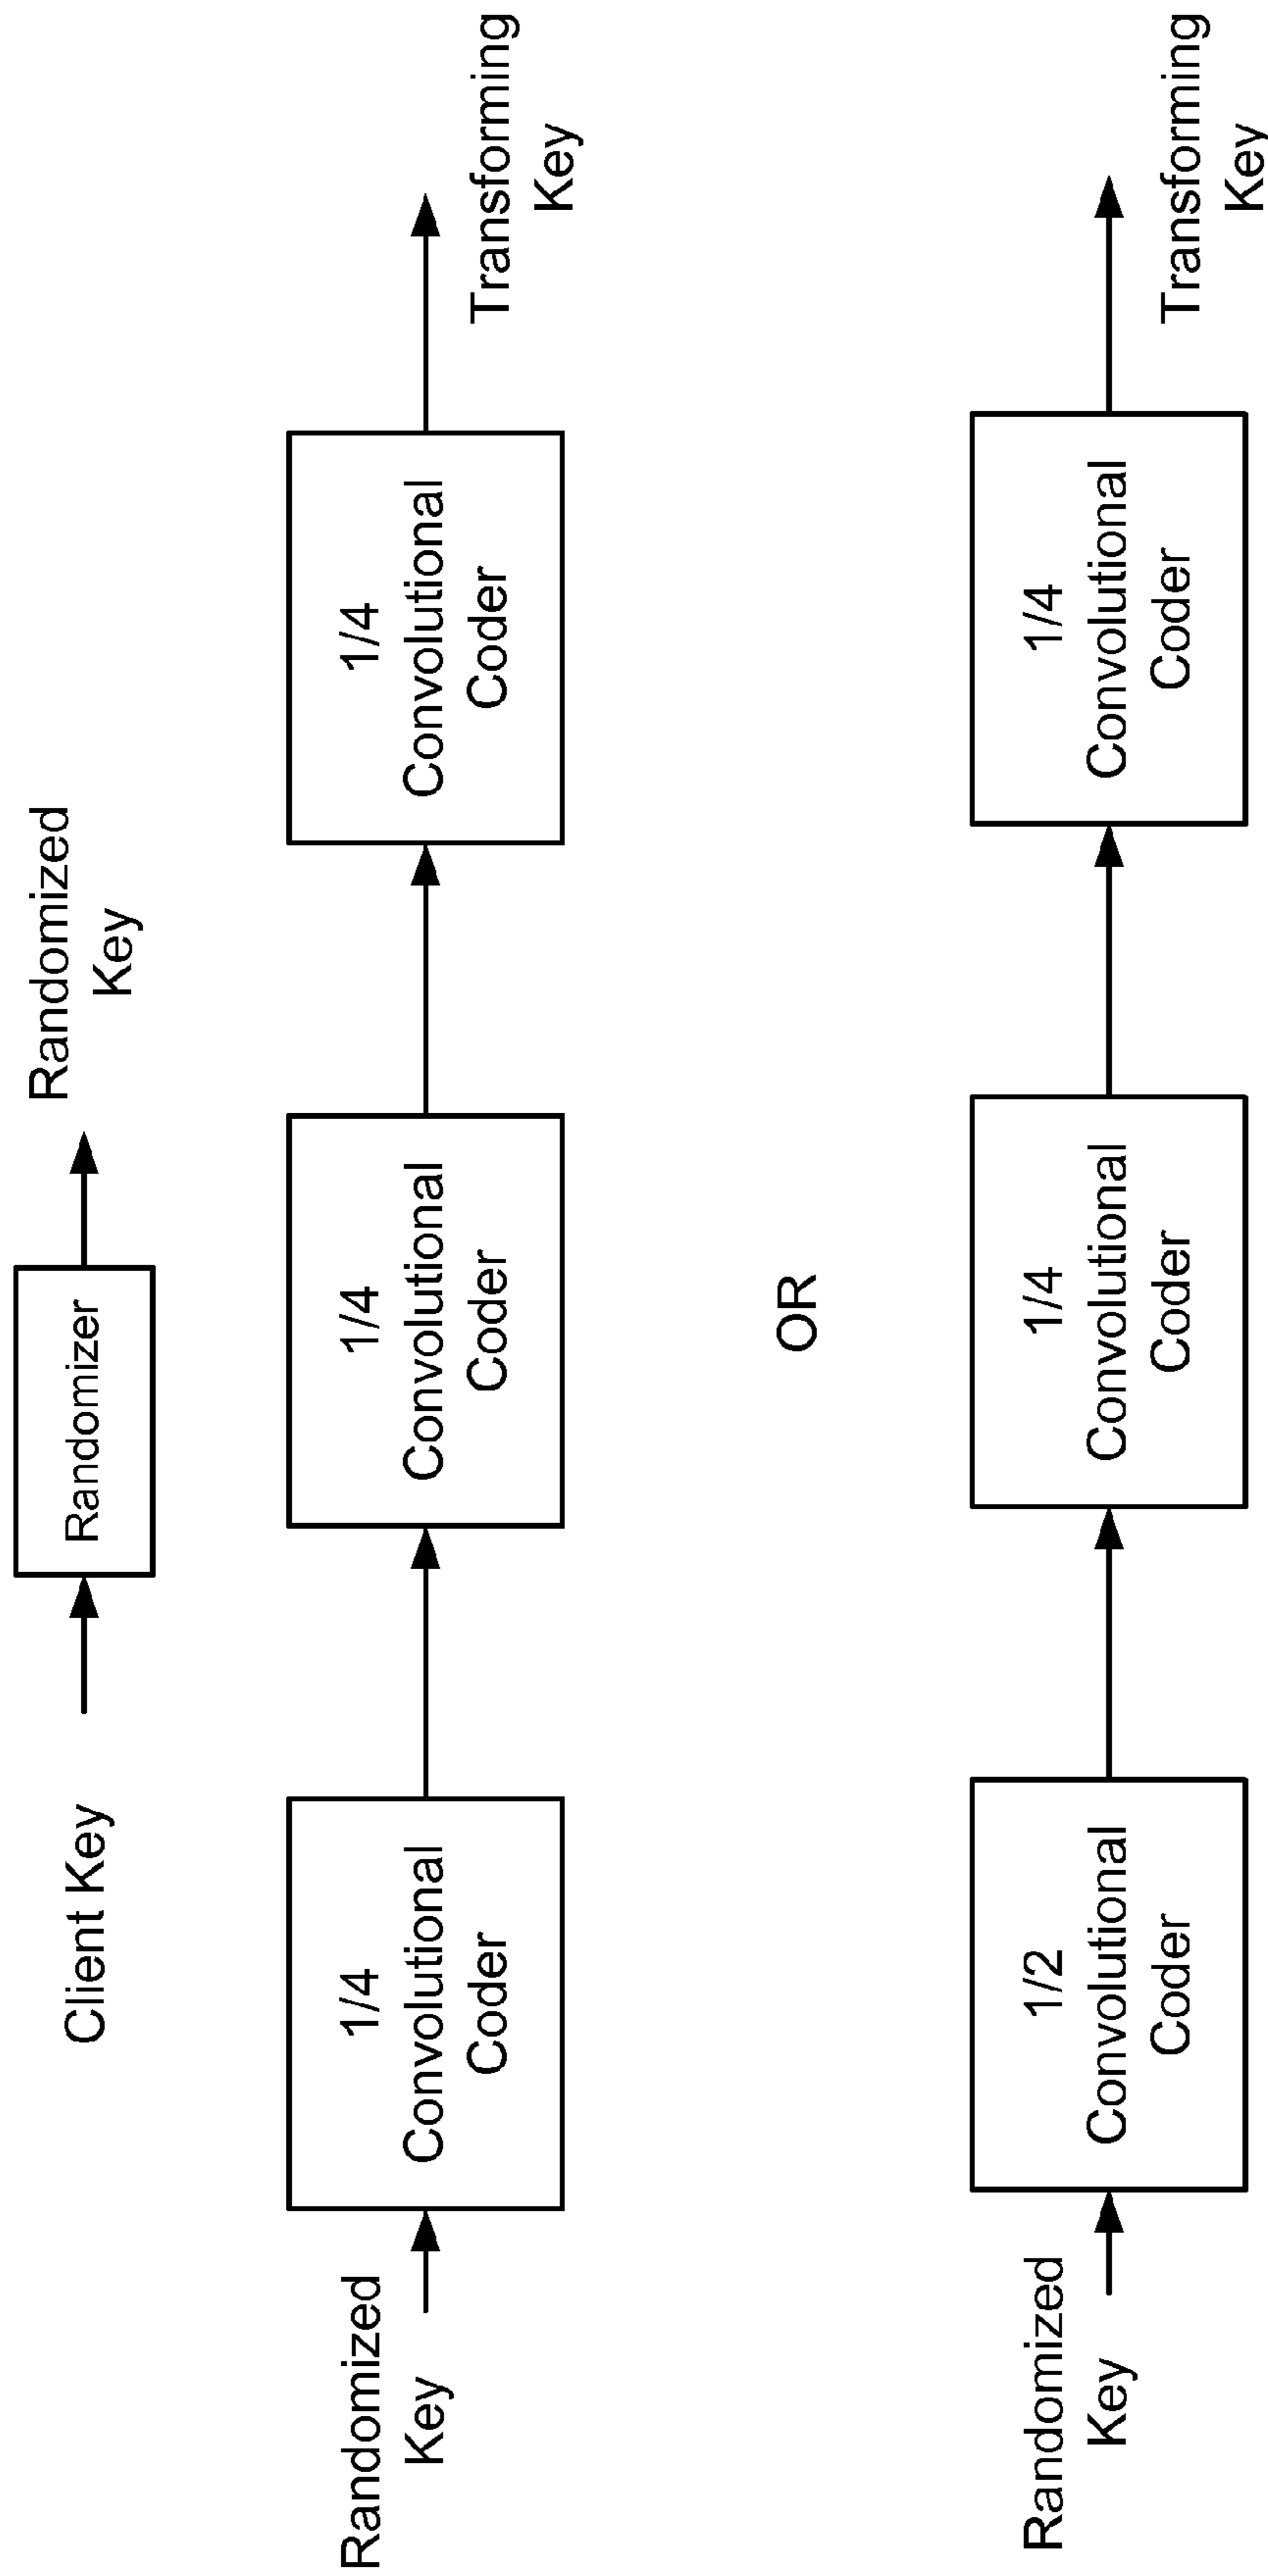 Client Key
Randomizer
Randomized
Key
Randomized
Key
1/4
Convolutional
Coder
1/4
Convolutional
Coder
1/4
Convolutional
Coder
Transforming
Key
OR
Randomized
Key
1/2
Convolutional
Coder
1/4
Convolutional
Coder
1/4
Convolutional
Coder
Transforming
Key